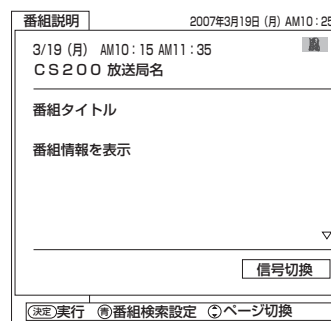 番組説明 2007年3月19日 (月) AM10:25
3/19 (月) AM10:15 AM11:35
CS200 放送局名
番組タイトル
番組情報を表示
信号切換
決定 実行 青 番組検索設定 ページ切換